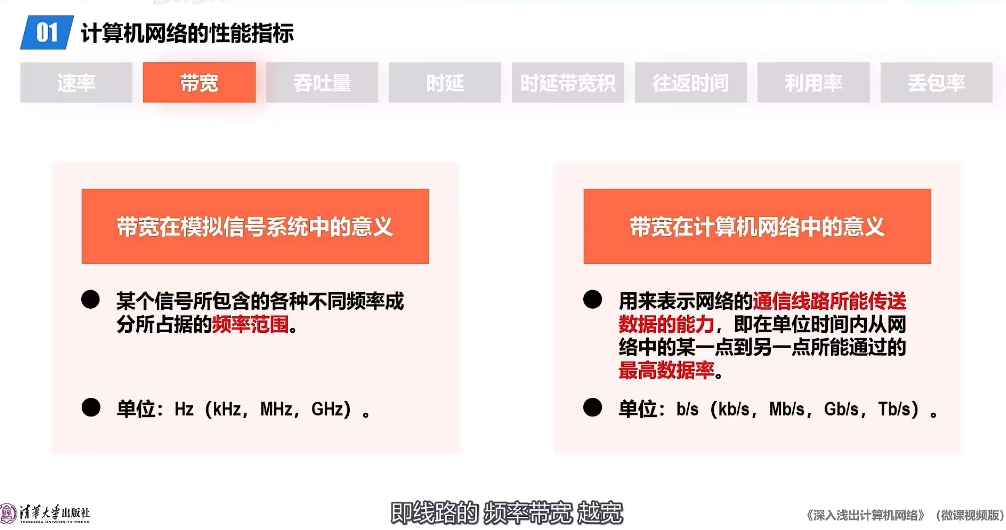 01 计算机网络的性能指标
速率 带宽 吞吐量 时延 时延带宽积 往返时间 利用率 丢包率
带宽在模拟信号系统中的意义
● 某个信号所包含的各种不同频率成
分所占据的频率范围。
● 单位：Hz（kHz，MHz，GHz）。
带宽在计算机网络中的意义
● 用来表示网络的通信线路所能传送
数据的能力，即在单位时间内从网
络中的某一点到另一点所能通过的
最高数据率。
● 单位：b/s（kb/s，Mb/s，Gb/s，Tb/s）。
清华大学出版社
TSINGHUA UNIVERSITY PRESS
即线路的 频率带宽 越宽
《深入浅出计算机网络》（微课视频版）